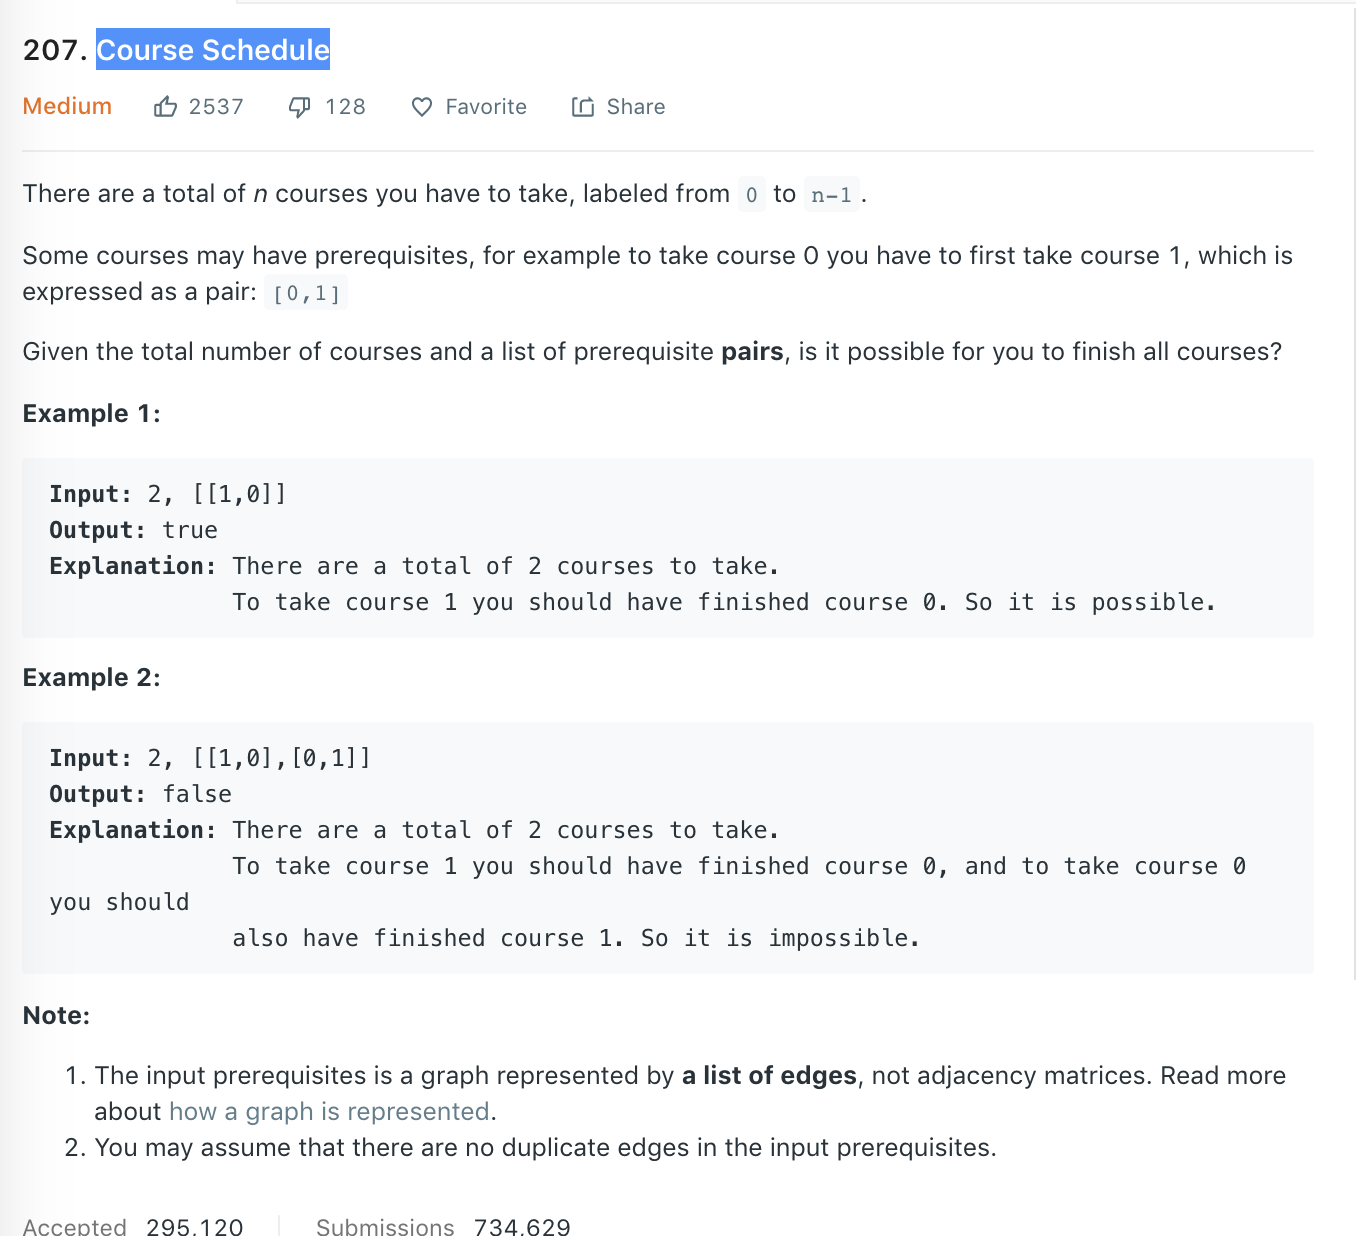 207. Course Schedule
Medium 2537 128 Favorite Share
There are a total of n courses you have to take, labeled from 0 to n-1.
Some courses may have prerequisites, for example to take course 0 you have to first take course 1, which is
expressed as a pair: [0,1]
Given the total number of courses and a list of prerequisite pairs, is it possible for you to finish all courses?
Example 1:
Input: 2, [[1,0]]
Output: true
Explanation: There are a total of 2 courses to take.
To take course 1 you should have finished course 0. So it is possible.
Example 2:
Input: 2, [[1,0],[0,1]]
Output: false
Explanation: There are a total of 2 courses to take.
To take course 1 you should have finished course 0, and to take course 0
you should
also have finished course 1. So it is impossible.
Note:
1. The input prerequisites is a graph represented by a list of edges, not adjacency matrices. Read more
about how a graph is represented.
2. You may assume that there are no duplicate edges in the input prerequisites.
Accepted 295,120 Submissions 734,629